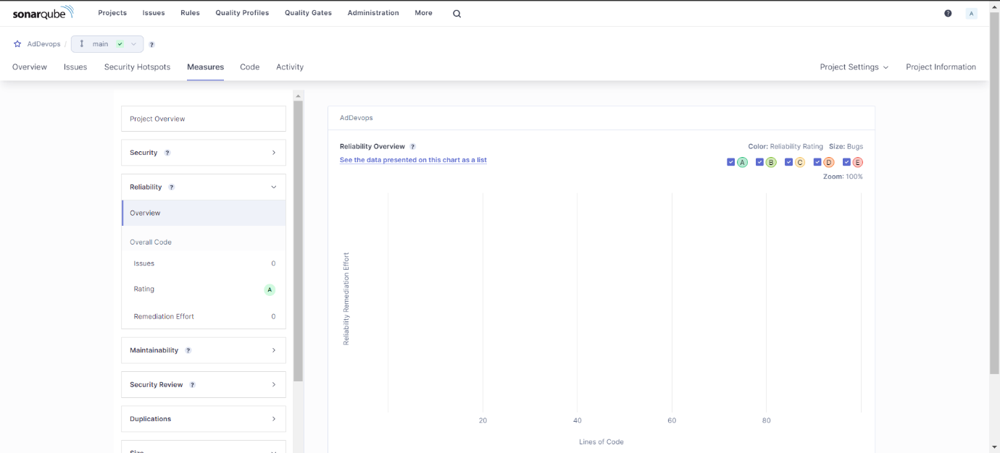 sonarqube Projects Issues Rules Quality Profiles Quality Gates Administration More ? A
AdDevops / main ?
Overview Issues Security Hotspots Measures Code Activity Project Settings Project Information
Project Overview
Security ?
Reliability ?
Overview
Overall Code
Issues 0
Rating A
Remediation Effort 0
Maintainability ?
Security Review ?
Duplications
Size
AdDevops
Reliability Overview ? Color: Reliability Rating Size: Bugs
See the data presented on this chart as a list A B C D E
Zoom: 100%
Reliability Remediation Effort
20 40 60 80
Lines of Code